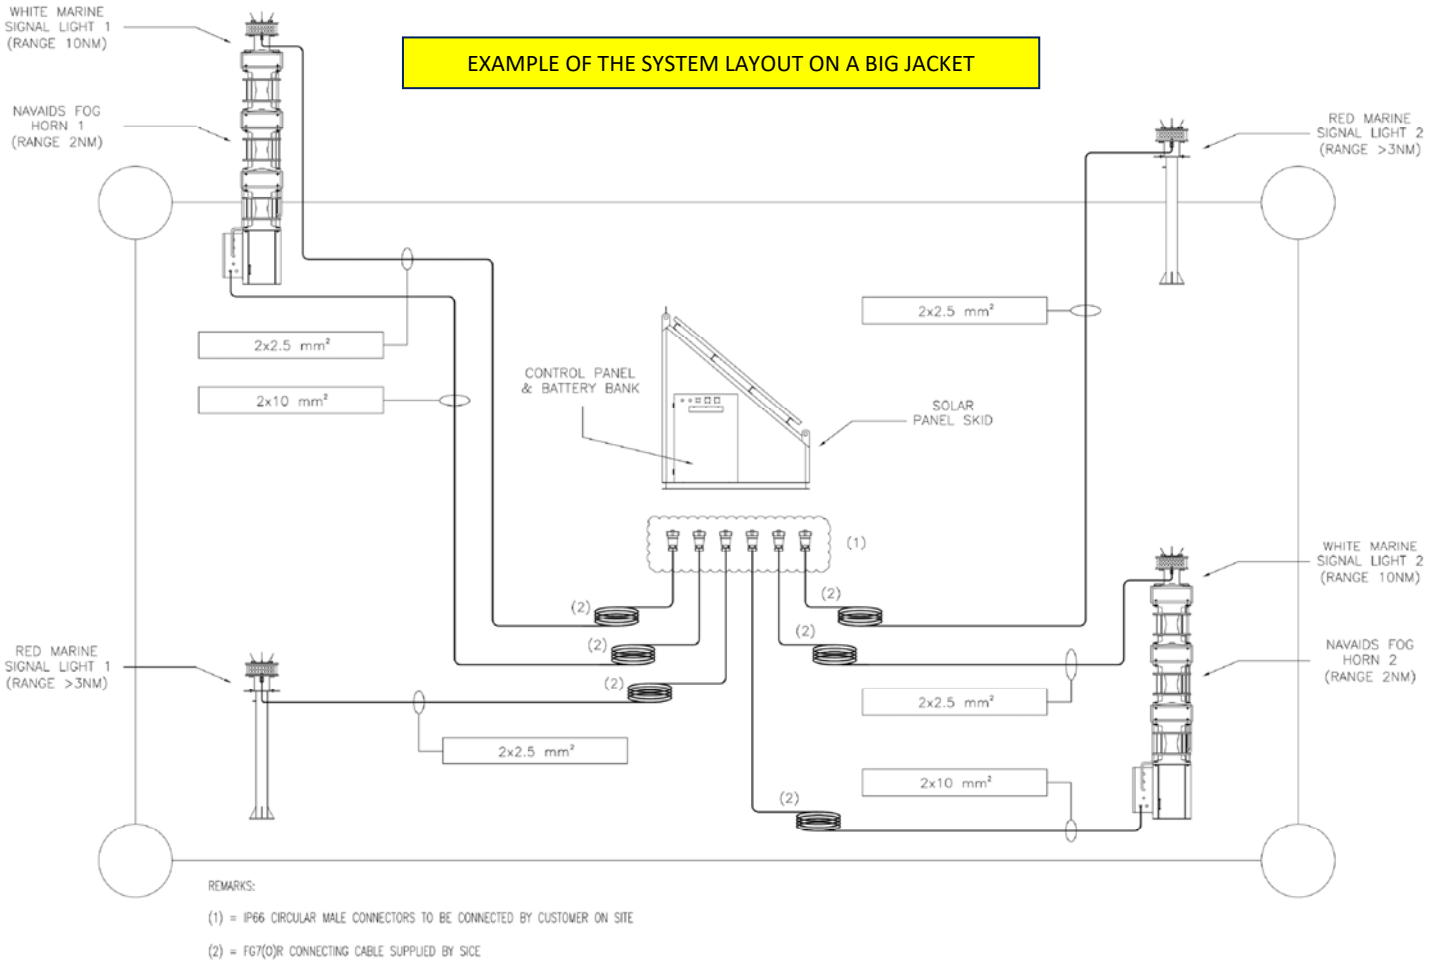 WHITE MARINE
SIGNAL LIGHT 1
(RANGE 10NM)
EXAMPLE OF THE SYSTEM LAYOUT ON A BIG JACKET
NAVAIDS FOG
HORN 1
(RANGE 2NM)
RED MARINE
SIGNAL LIGHT 2
(RANGE >3NM)
2x2.5 mm²
2x2.5 mm²
2x10 mm²
CONTROL PANEL
& BATTERY BANK
SOLAR
PANEL SKID
(1)
WHITE MARINE
SIGNAL LIGHT 2
(RANGE 10NM)
(2)
(2)
(2)
(2)
(2)
RED MARINE
SIGNAL LIGHT 1
(RANGE >3NM)
NAVAIDS FOG
HORN 2
(RANGE 2NM)
2x2.5 mm²
2x2.5 mm²
2x10 mm²
(2)
REMARKS:
(1) = IP66 CIRCULAR MALE CONNECTORS TO BE CONNECTED BY CUSTOMER ON SITE
(2) = FG7(O)R CONNECTING CABLE SUPPLIED BY SICE